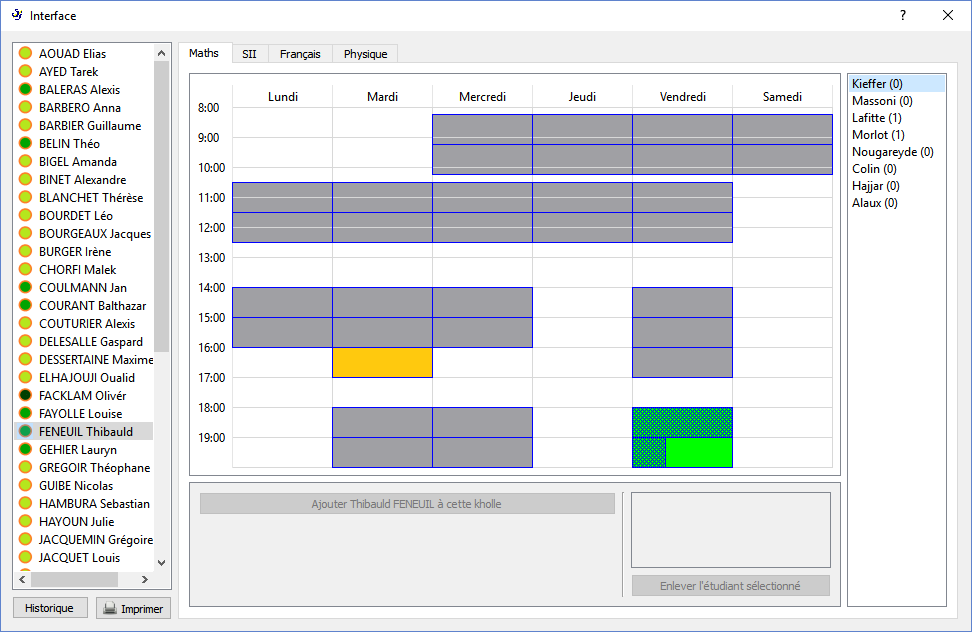 Interface
?
AOUAD Elias
AYED Tarek
BALERAS Alexis
BARBERO Anna
BARBIER Guillaume
BELIN Théo
BIGEL Amanda
BINET Alexandre
BLANCHET Thérèse
BOURDET Léo
BOURGEAUX Jacques
BURGER Irène
CHORFI Malek
COULMANN Jan
COURANT Balthazar
COUTURIER Alexis
DELESALLE Gaspard
DESSERTAINE Maxime
ELHAJOUJI Oualid
FACKLAM Olivér
FAYOLLE Louise
FENEUIL Thibauld
GEHIER Lauryn
GREGOIR Théophane
GUIBE Nicolas
HAMBURA Sebastian
HAYOUN Julie
JACQUEMIN Grégoire
JACQUET Louis
Historique Imprimer
Maths SII Français Physique
Lundi Mardi Mercredi Jeudi Vendredi Samedi
8:00
9:00
10:00
11:00
12:00
13:00
14:00
15:00
16:00
17:00
18:00
19:00
Ajouter Thibauld FENEUIL à cette kholle
Enlever l'étudiant sélectionné
Kieffer (0)
Massoni (0)
Lafitte (1)
Morlot (1)
Nougareyde (0)
Colin (0)
Hajjar (0)
Alaux (0)